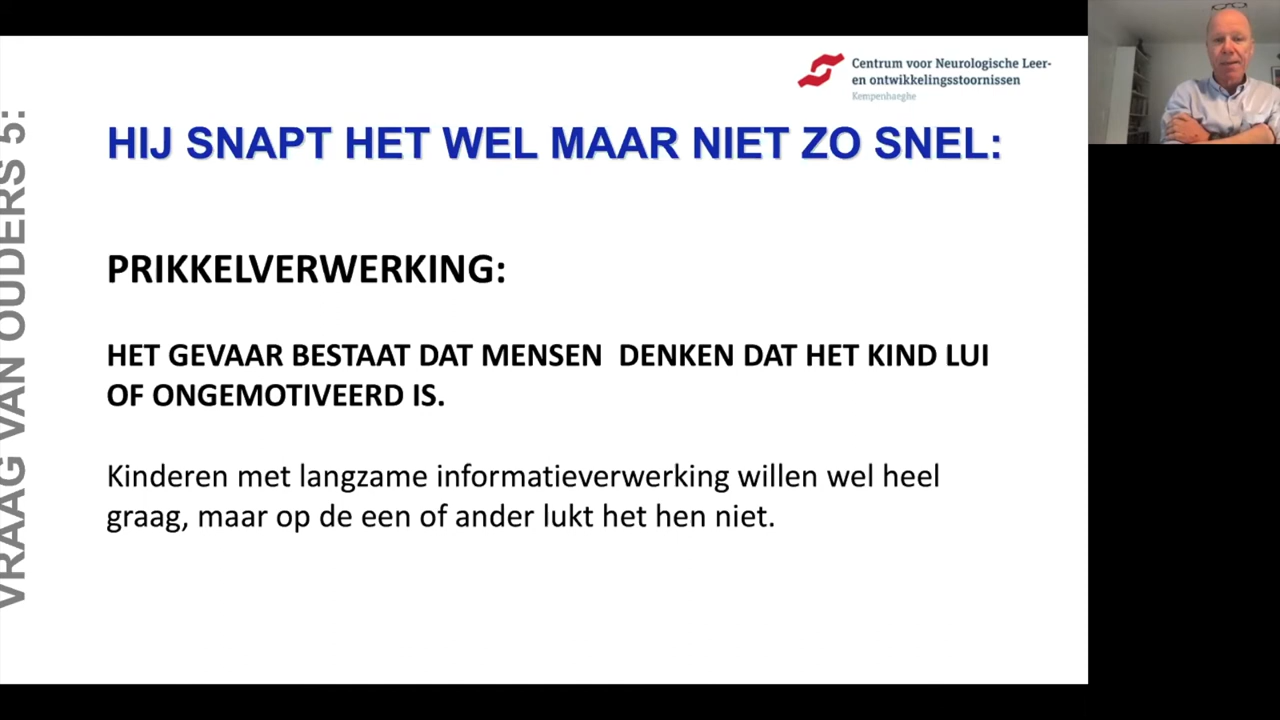 Centrum voor Neurologische Leer-
en ontwikkelingsstoornissen
Kempenhaeghe
VRAAG VAN OUDERS 5:
HIJ SNAPT HET WEL MAAR NIET ZO SNEL:
PRIKKELVERWERKING:
HET GEVAAR BESTAAT DAT MENSEN DENKEN DAT HET KIND LUI
OF ONGEMOTIVEERD IS.
Kinderen met langzame informatieverwerking willen wel heel
graag, maar op de een of ander lukt het hen niet.